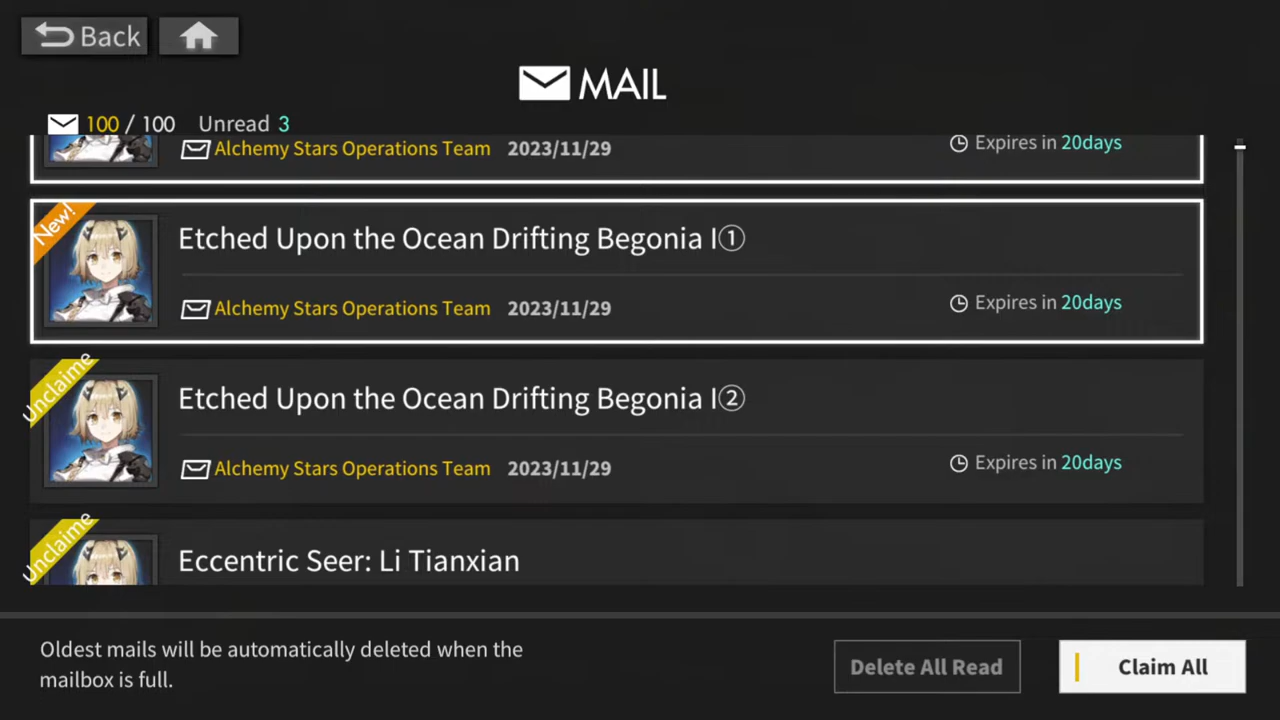 Back
MAIL
100 / 100 Unread 3
Alchemy Stars Operations Team 2023/11/29 Expires in 20days
New!
Etched Upon the Ocean Drifting Begonia I①
Alchemy Stars Operations Team 2023/11/29 Expires in 20days
Unclaime
Etched Upon the Ocean Drifting Begonia I②
Alchemy Stars Operations Team 2023/11/29 Expires in 20days
Unclaime
Eccentric Seer: Li Tianxian
Oldest mails will be automatically deleted when the
mailbox is full.
Delete All Read
Claim All